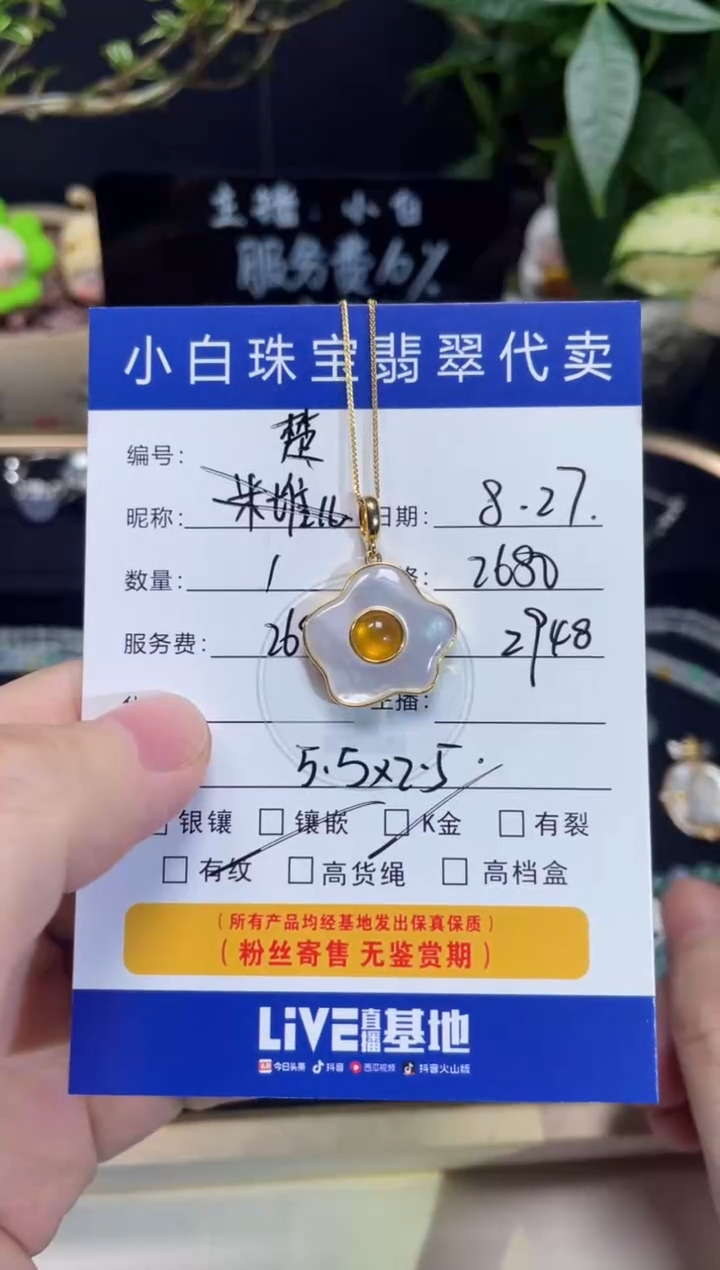 主播：小白
服务费10%
小白珠宝翡翠代卖
编号： 楚
昵称： 日期： 8.27.
数量： 1 格： 2680
服务费： 26 2948
主播：
5.5x2.5
银镶 镶嵌 K金 有裂
有纹 高货绳 高档盒
（所有产品均经基地发出保真保质）
（粉丝寄售 无鉴赏期）
LiVE直播基地
今日头条 抖音 西瓜视频 抖音火山版